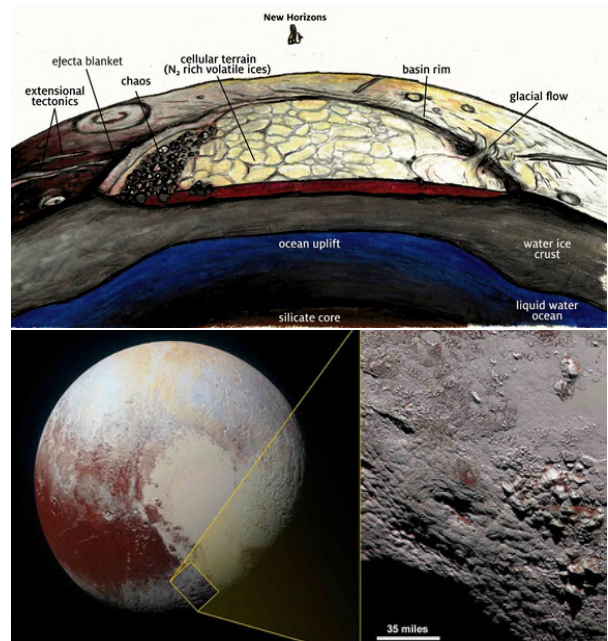 New Horizons
ejecta blanket
cellular terrain
(N₂ rich volatile ices)
basin rim
chaos
glacial flow
extensional
tectonics
ocean uplift
water ice
crust
liquid water
ocean
silicate core
35 miles